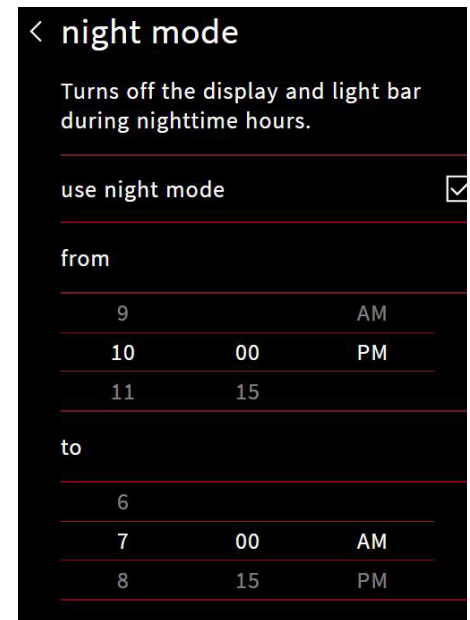 < night mode
Turns off the display and light bar
during nighttime hours.
use night mode
from
9 AM
10 00 PM
11 15
to
6
7 00 AM
8 15 PM